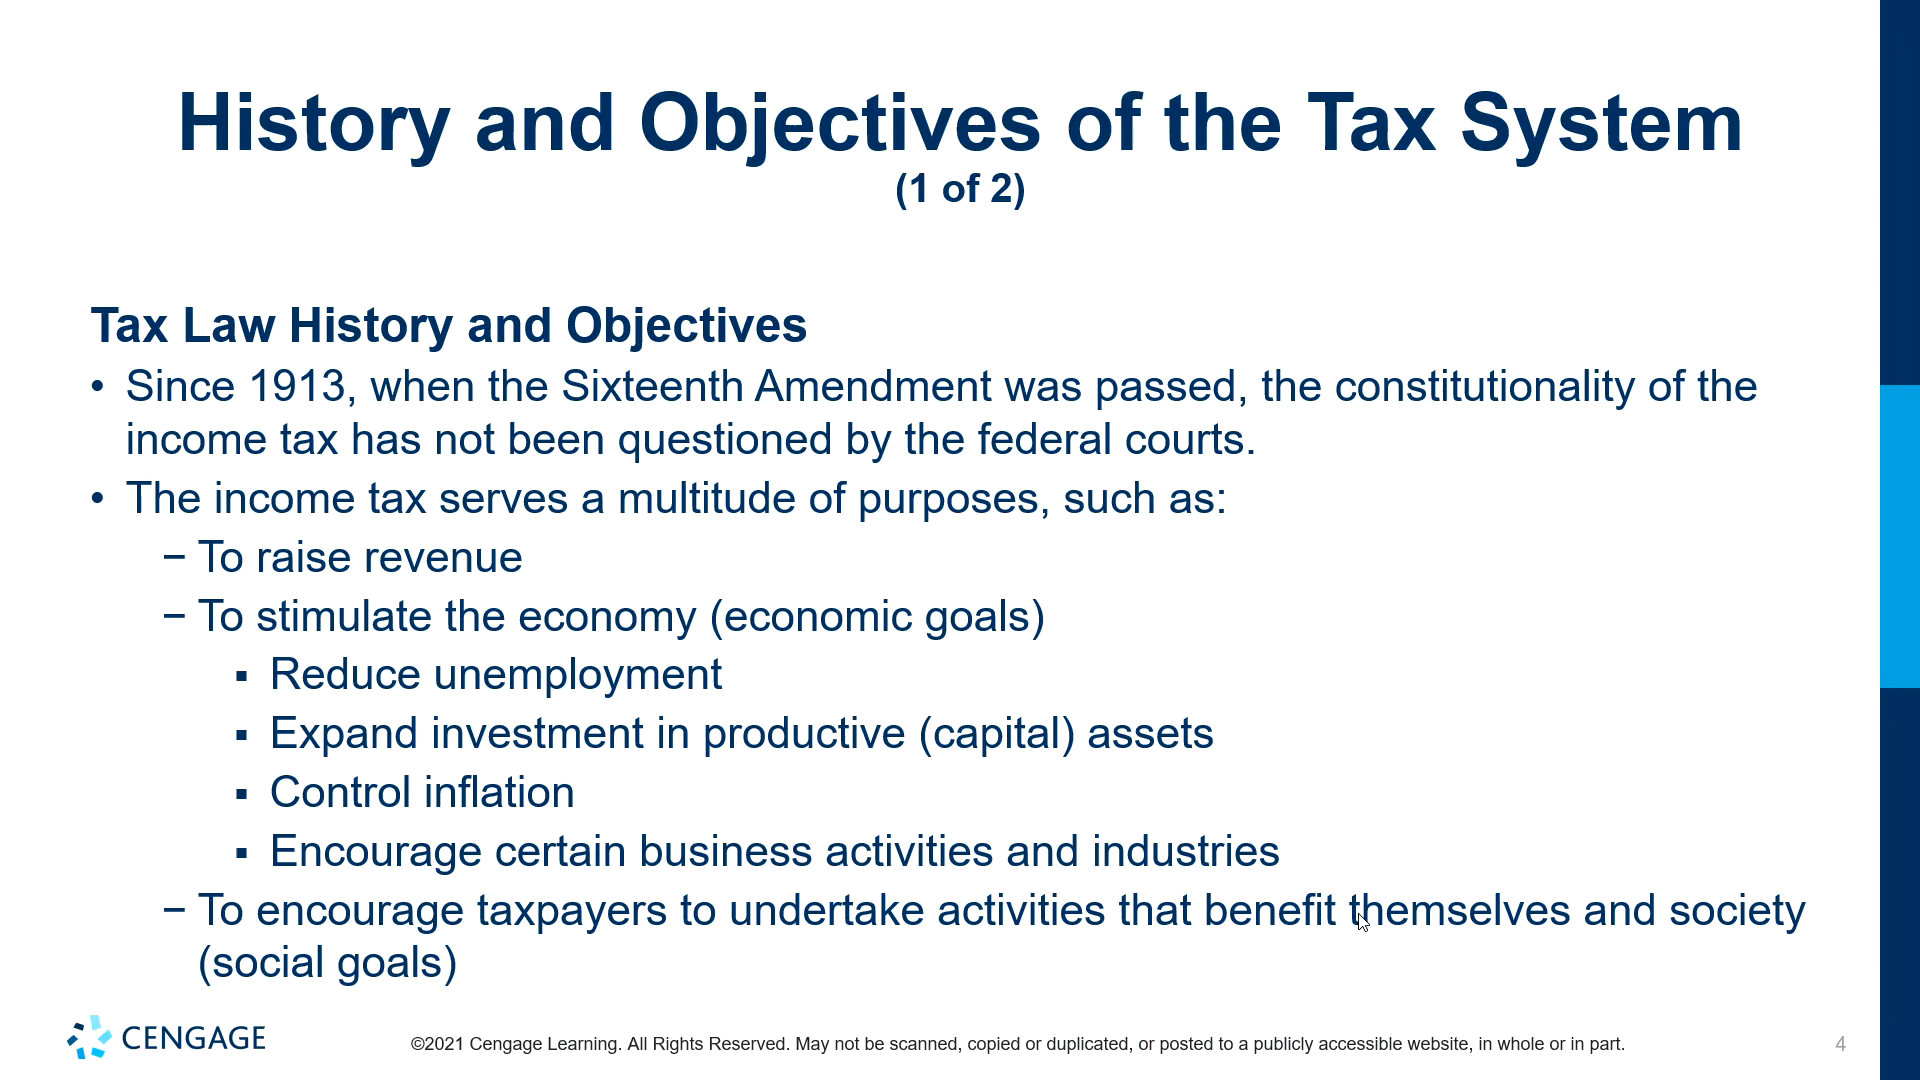 History and Objectives of the Tax System
(1 of 2)
Tax Law History and Objectives
• Since 1913, when the Sixteenth Amendment was passed, the constitutionality of the
income tax has not been questioned by the federal courts.
• The income tax serves a multitude of purposes, such as:
− To raise revenue
− To stimulate the economy (economic goals)
▪ Reduce unemployment
▪ Expand investment in productive (capital) assets
▪ Control inflation
▪ Encourage certain business activities and industries
− To encourage taxpayers to undertake activities that benefit themselves and society
(social goals)
CENGAGE
©2021 Cengage Learning. All Rights Reserved. May not be scanned, copied or duplicated, or posted to a publicly accessible website, in whole or in part.
4